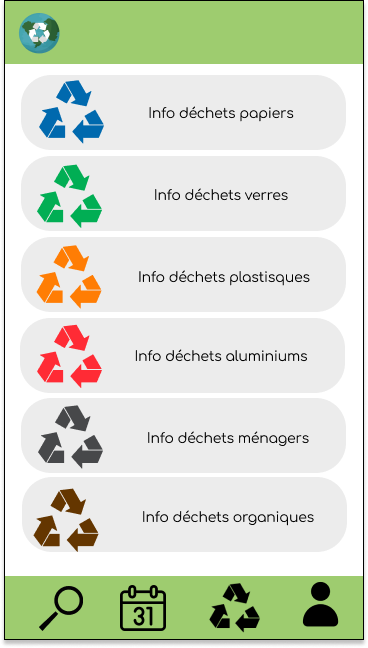 Info déchets papiers
Info déchets verres
Info déchets plastisques
Info déchets aluminiums
Info déchets ménagers
Info déchets organiques
31